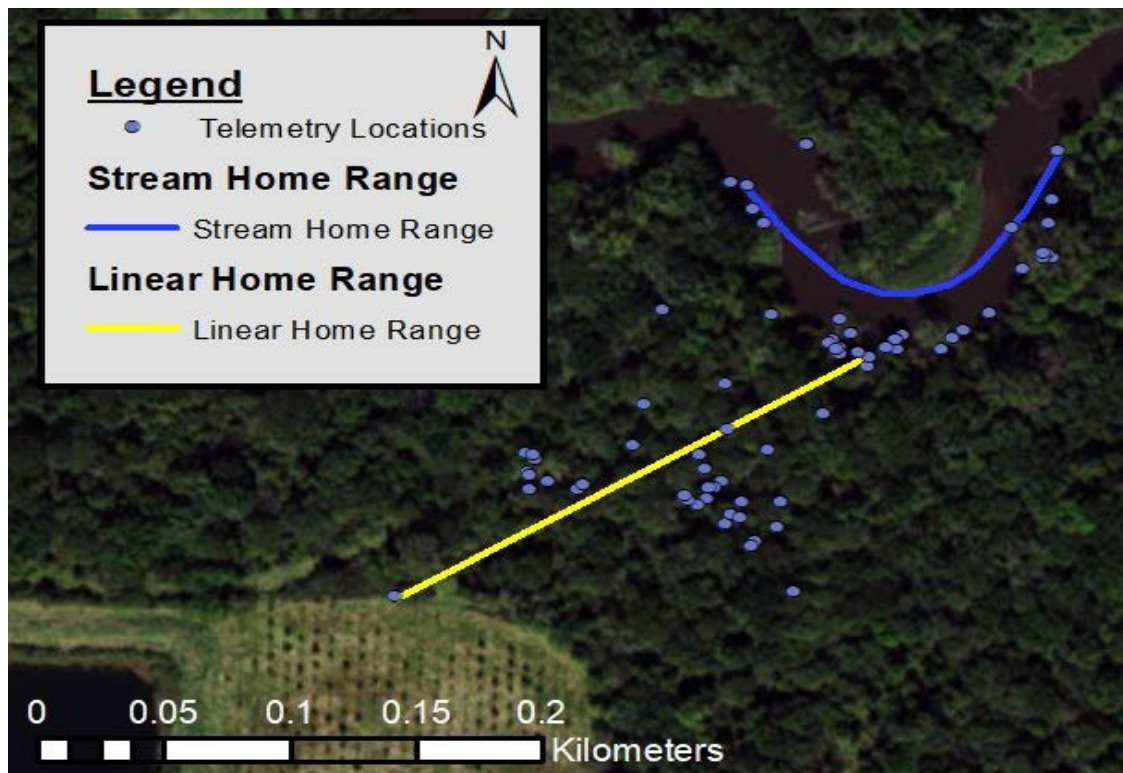 N
Legend
Telemetry Locations
Stream Home Range
Stream Home Range
Linear Home Range
Linear Home Range
0 0.05 0.1 0.15 0.2
Kilometers